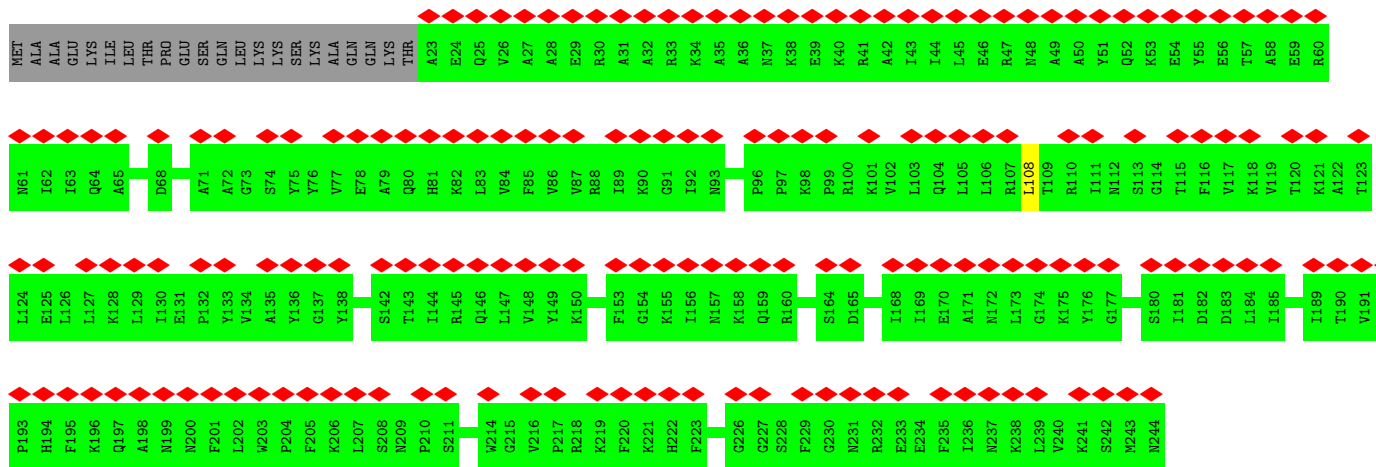 MET ALA ALA GLU LYS ILE LEU THR PRO GLU SER GLN LEU LYS LYS SER LYS ALA GLN GLN LYS THR A23 E24 Q25 V26 A27 A28 E29 R30 A31 A32 R33 K34 A35 A36 N37 K38 E39 K40 R41 A42 I43 I44 L45 E46 R47 N48 A49 A50 Y51 Q52 K53 E54 Y55 E56 T57 A58 E59 R60
N61 I62 I63 Q64 A65 D68 A71 A72 G73 S74 Y75 Y76 V77 E78 A79 Q80 H81 K82 L83 V84 F85 V86 V87 R88 I89 K90 G91 I92 N93 P96 P97 K98 P99 R100 K101 V102 L103 Q104 L105 L106 R107 L108 T109 R110 I111 N112 S113 G114 T115 F116 V117 K118 V119 T120 K121 A122 T123
L124 E125 L126 L127 K128 L129 I130 E131 P132 Y133 V134 A135 Y136 G137 Y138 S142 T143 I144 R145 Q146 L147 V148 Y149 K150 F153 G154 K155 I156 N157 K158 Q159 R160 S164 D165 I168 I169 E170 A171 N172 L173 G174 K175 Y176 G177 S180 I181 D182 D183 L184 I185 I189 T190 V191
P193 H194 F195 K196 Q197 A198 N199 N200 F201 L202 W203 P204 F205 K206 L207 S208 N209 P210 S211 W214 G215 V216 P217 R218 K219 F220 K221 H222 F223 G226 G227 S228 F229 G230 N231 R232 E233 E234 F235 I236 N237 K238 L239 V240 K241 S242 M243 N244